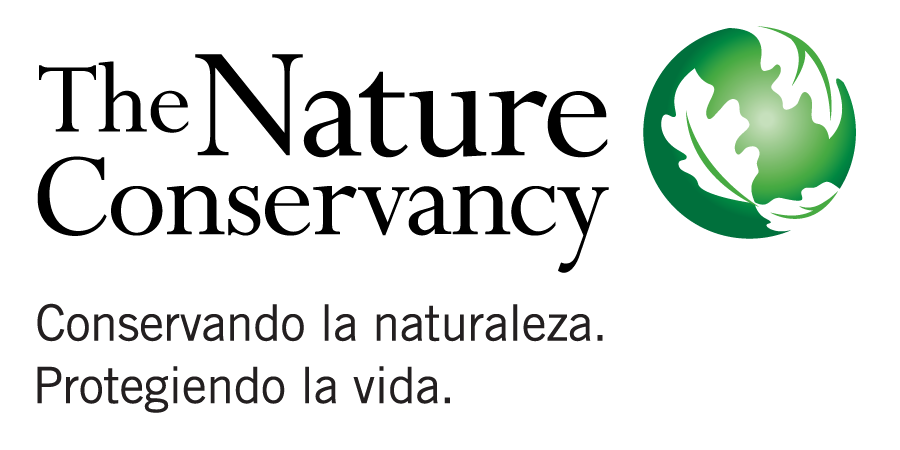 The Nature
Conservancy
Conservando la naturaleza.
Protegiendo la vida.